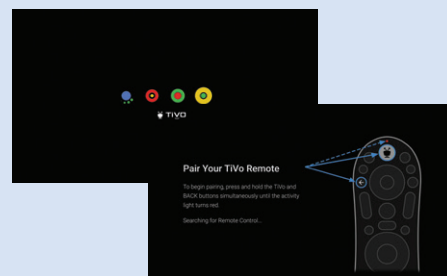 TiVo
Pair Your TiVo Remote
To begin pairing, press and hold the TiVo and
BACK buttons simultaneously until the activity
light turns red.
Searching for Remote Control...